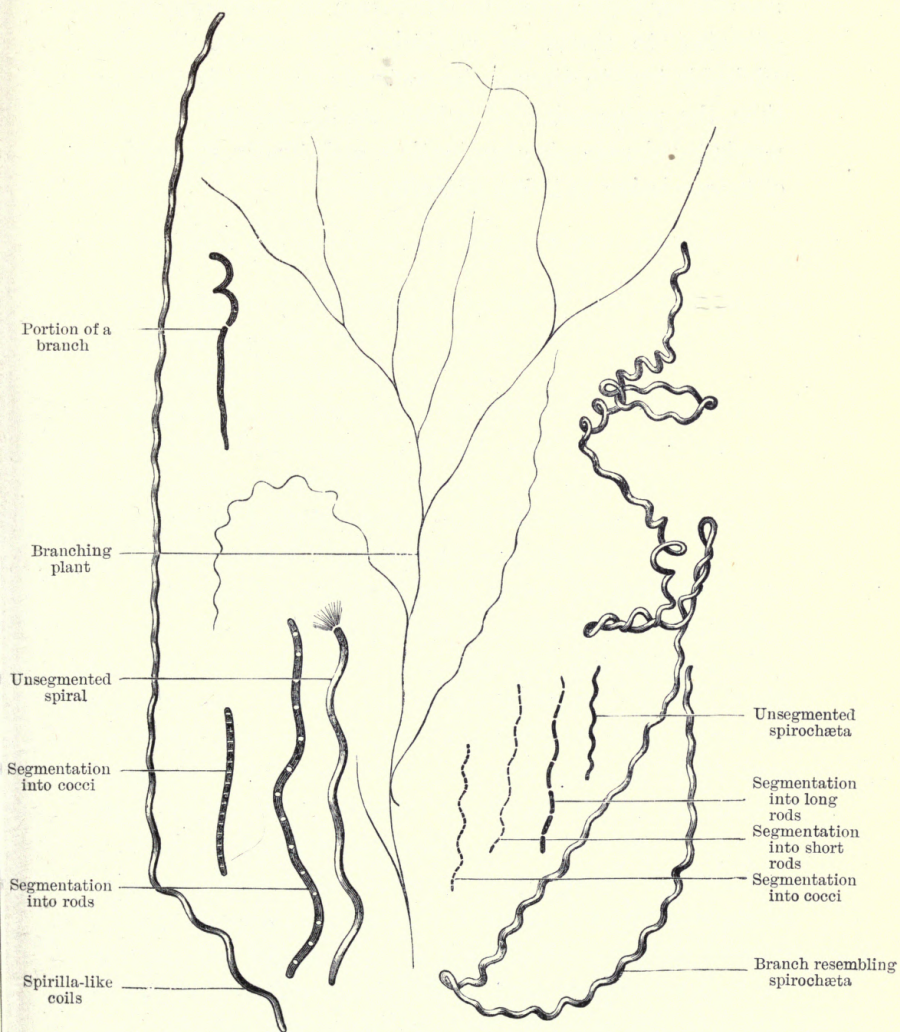 Portion of a
branch
Branching
plant
Unsegmented
spiral
Segmentation
into cocci
Segmentation
into rods
Spirilla-like
coils
Unsegmented
spirochæta
Segmentation
into long
rods
Segmentation
into short
rods
Segmentation
into cocci
Branch resembling
spirochæta